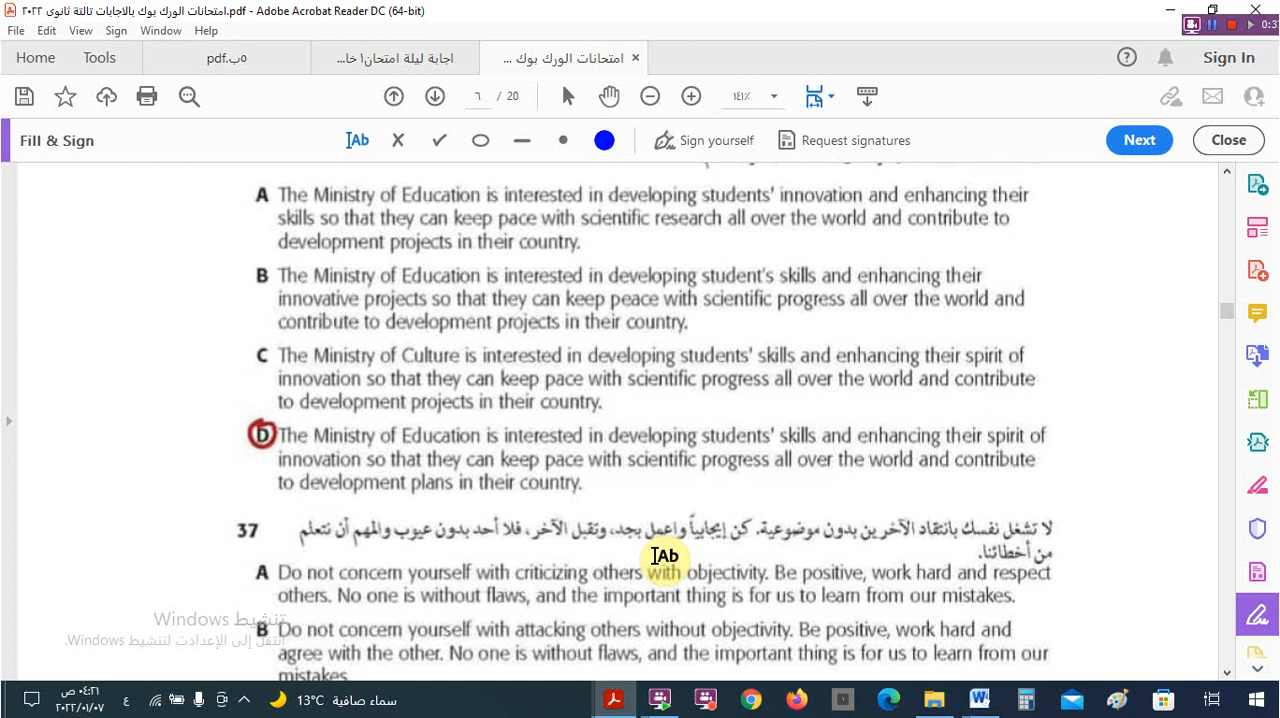 امتحانات الورك بوك بالاجابات تالتة ثانوى ٢٠٢٢.pdf - Adobe Acrobat Reader DC (64-bit)
0:37
File Edit View Sign Window Help
Home Tools ٥ب.pdf اجابة ليلة امتحان١ خا... امتحانات الورك بوك ... × Sign In
٦ / 20 ١٤١٪
Fill & Sign Ab Sign yourself Request signatures Next Close
A The Ministry of Education is interested in developing students' innovation and enhancing their
skills so that they can keep pace with scientific research all over the world and contribute to
development projects in their country.
B The Ministry of Education is interested in developing student's skills and enhancing their
innovative projects so that they can keep peace with scientific progress all over the world and
contribute to development projects in their country.
C The Ministry of Culture is interested in developing students' skills and enhancing their spirit of
innovation so that they can keep pace with scientific progress all over the world and contribute
to development projects in their country.
D The Ministry of Education is interested in developing students' skills and enhancing their spirit of
innovation so that they can keep pace with scientific progress all over the world and contribute
to development plans in their country.
37 لا تشغل نفسك بانتقاد الآخرين بدون موضوعية. كن إيجابياً واعمل بجد، وتقبل الآخر، فلا أحد بدون عيوب والمهم أن نتعلم
من أخطائنا.
Ab
A Do not concern yourself with criticizing others with objectivity. Be positive, work hard and respect
others. No one is without flaws, and the important thing is for us to learn from our mistakes.
B Do not concern yourself with attacking others without objectivity. Be positive, work hard and
agree with the other. No one is without flaws, and the important thing is for us to learn from our
mistakes.
تنشيط Windows
انتقل إلى الإعدادات لتنشيط Windows.
٠٤:٢١ ص
٢٠٢٢/٠١/٠٧
ع
13°C سماء صافية